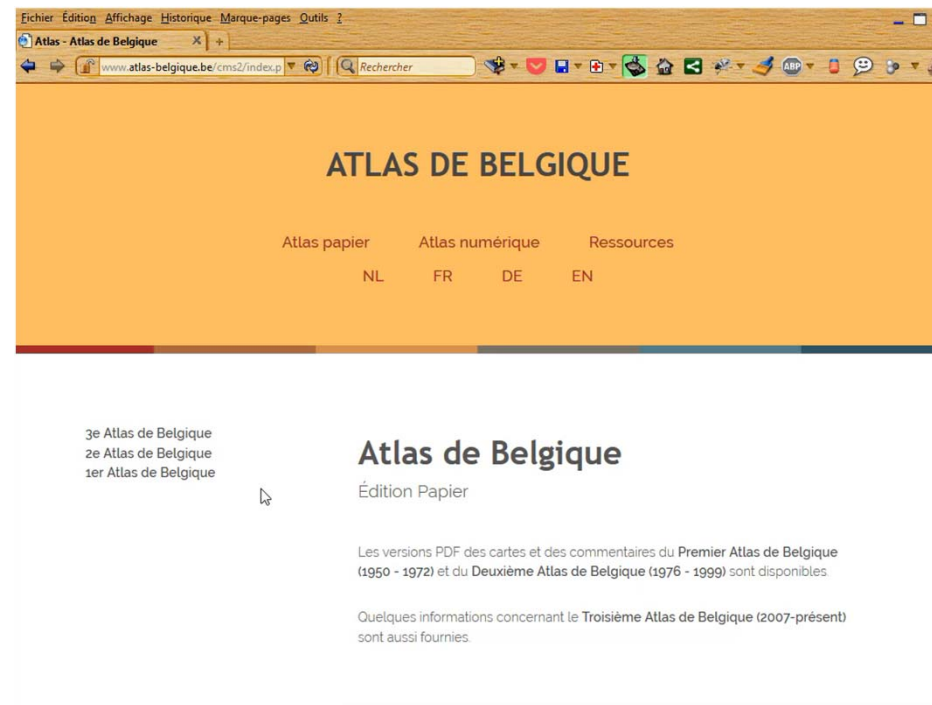 Fichier Édition Affichage Historique Marque-pages Outils ?
Atlas - Atlas de Belgique
www.atlas-belgique.be/cms2/index.p
Rechercher
ABP
ATLAS DE BELGIQUE
Atlas papier Atlas numérique Ressources
NL FR DE EN
3e Atlas de Belgique
2e Atlas de Belgique
1er Atlas de Belgique
Atlas de Belgique
Édition Papier
Les versions PDF des cartes et des commentaires du Premier Atlas de Belgique
(1950 - 1972) et du Deuxième Atlas de Belgique (1976 - 1999) sont disponibles.
Quelques informations concernant le Troisième Atlas de Belgique (2007-présent)
sont aussi fournies.